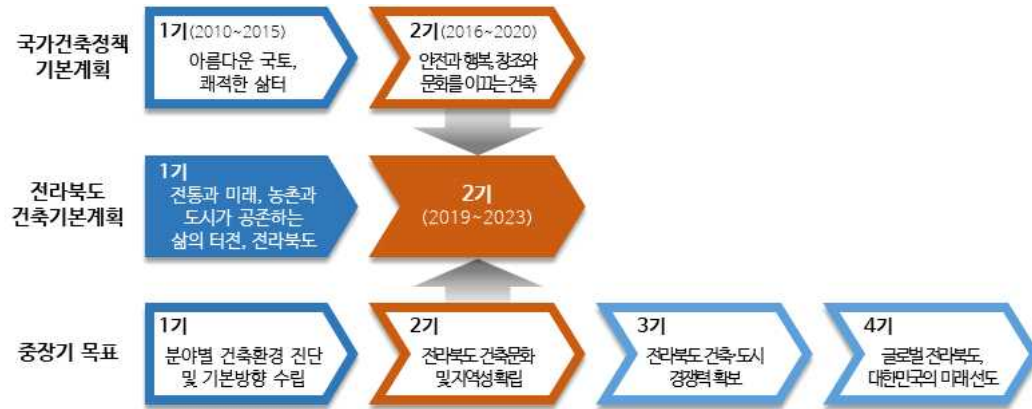 국가건축정책
기본계획
1기(2010~2015)
아름다운 국토,
쾌적한 삶터
2기(2016~2020)
안전과 행복, 창조와
문화를 이끄는 건축
전라북도
건축기본계획
1기
전통과 미래, 농촌과
도시가 공존하는
삶의 터전, 전라북도
2기
(2019~2023)
중장기 목표
1기
분야별 건축환경 진단
및 기본방향 수립
2기
전라북도 건축문화
및 지역성 확립
3기
전라북도 건축·도시
경쟁력 확보
4기
글로벌 전라북도,
대한민국의 미래 선도